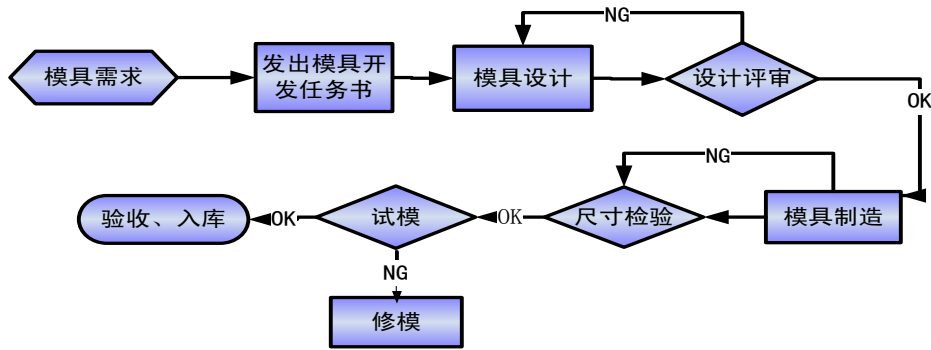 NG
模具需求
发出模具开
发任务书
模具设计
设计评审
OK
NG
验收、入库
OK
试模
OK
尺寸检验
模具制造
NG
修模